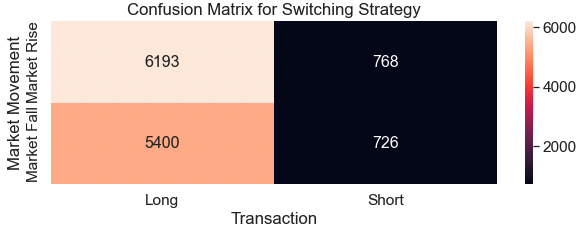 Confusion Matrix for Switching Strategy
Market Movement
Market Rise
Market Fall
6193
768
5400
726
Long
Short
Transaction
6000
4000
2000